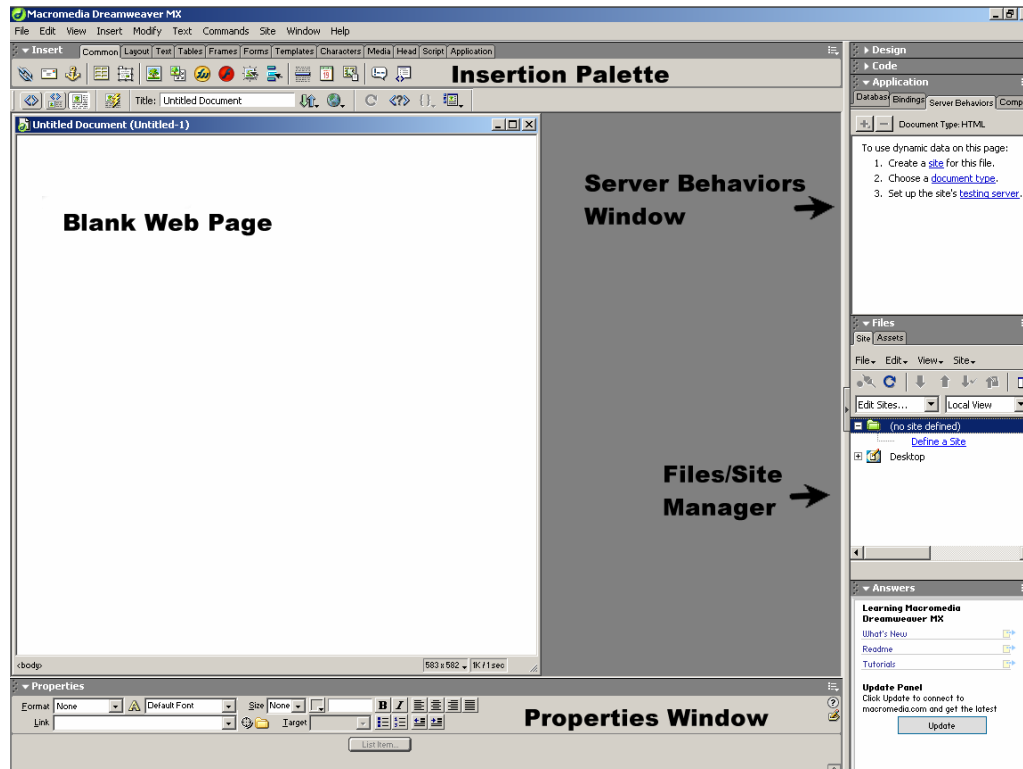 Macromedia Dreamweaver MX
File Edit View Insert Modify Text Commands Site Window Help
Insert Common Layout Text Tables Frames Forms Templates Characters Media Head Script Application
Insertion Palette
Title: Untitled Document
Untitled Document (Untitled-1)
Blank Web Page
<body>
583 x 582 1K / 1 sec
Server Behaviors
Window
Files/Site
Manager
Properties
Format None Default Font Size None B I
Link Target
List Item...
Properties Window
Design
Code
Application
Databas Bindings Server Behaviors Comp
Document Type: HTML
To use dynamic data on this page:
1. Create a site for this file.
2. Choose a document type.
3. Set up the site's testing server.
Files
Site Assets
File Edit View Site
Edit Sites... Local View
(no site defined)
Define a Site
Desktop
Answers
Learning Macromedia
Dreamweaver MX
What's New
Readme
Tutorials
Update Panel
Click Update to connect to
macromedia.com and get the latest
Update